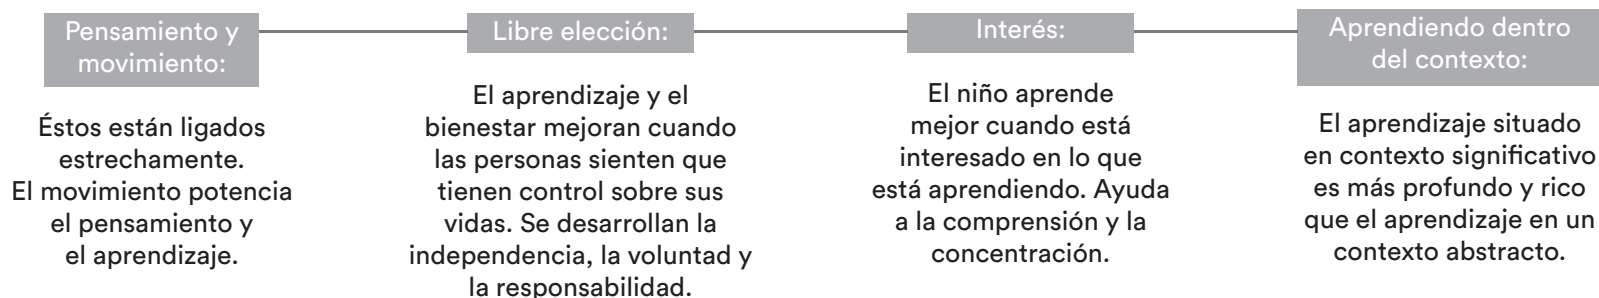 Pensamiento y
movimiento:
Éstos están ligados
estrechamente.
El movimiento potencia
el pensamiento y
el aprendizaje.
Libre elección:
El aprendizaje y el
bienestar mejoran cuando
las personas sienten que
tienen control sobre sus
vidas. Se desarrollan la
independencia, la voluntad y
la responsabilidad.
Interés:
El niño aprende
mejor cuando está
interesado en lo que
está aprendiendo. Ayuda
a la comprensión y la
concentración.
Aprendiendo dentro
del contexto:
El aprendizaje situado
en contexto significativo
es más profundo y rico
que el aprendizaje en un
contexto abstracto.